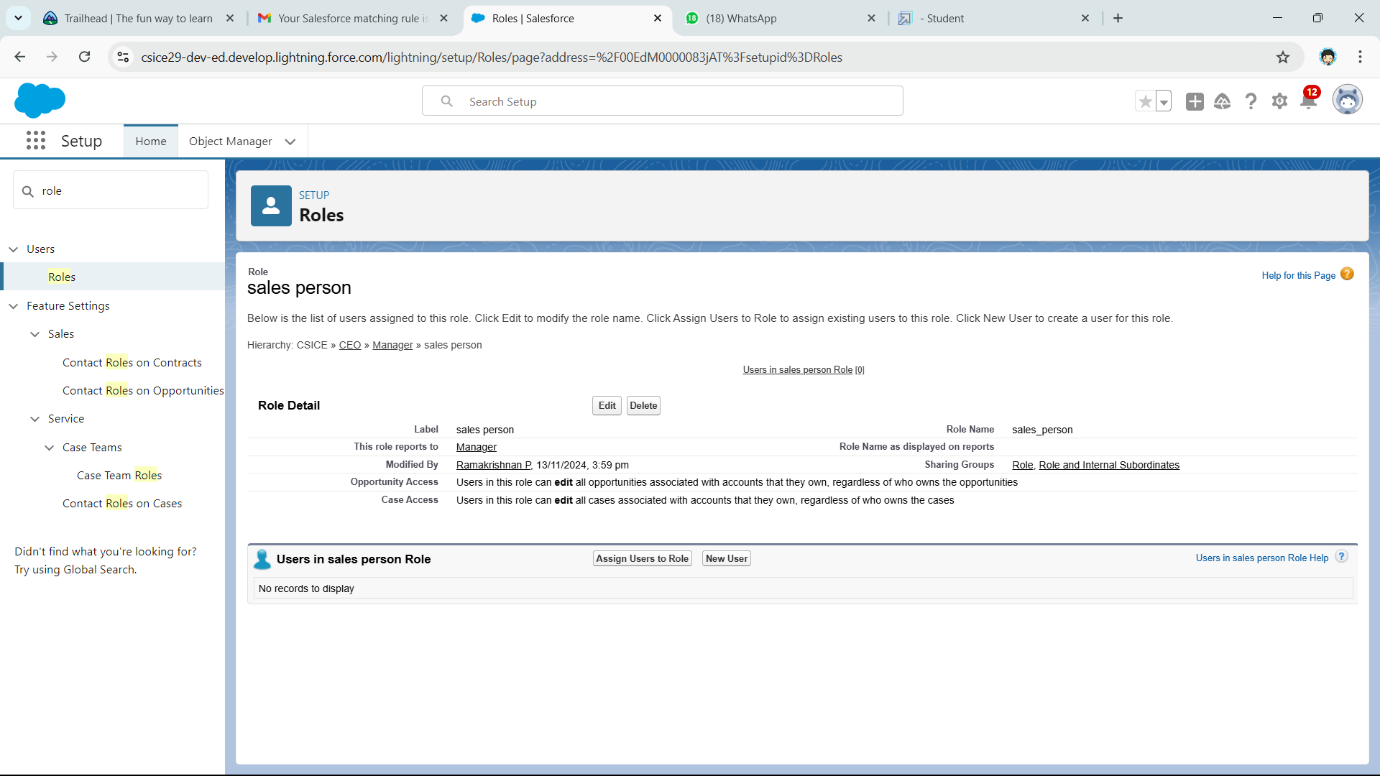 Trailhead | The fun way to learn
Your Salesforce matching rule is
Roles | Salesforce
18
(18) WhatsApp
- Student
csice29-dev-ed.develop.lightning.force.com/lightning/setup/Roles/page?address=%2F00EdM0000083jAT%3Fsetupid%3DRoles
Search Setup
12
Setup
Home
Object Manager
role
Users
Roles
Feature Settings
Sales
Contact Roles on Contracts
Contact Roles on Opportunities
Service
Case Teams
Case Team Roles
Contact Roles on Cases
Didn't find what you're looking for?
Try using Global Search.
SETUP
Roles
Role
sales person
Help for this Page ?
Below is the list of users assigned to this role. Click Edit to modify the role name. Click Assign Users to Role to assign existing users to this role. Click New User to create a user for this role.
Hierarchy: CSICE » CEO » Manager » sales person
Users in sales person Role [0]
Role Detail Edit Delete
Label sales person Role Name sales_person
This role reports to Manager Role Name as displayed on reports
Modified By Ramakrishnan P, 13/11/2024, 3:59 pm Sharing Groups Role, Role and Internal Subordinates
Opportunity Access Users in this role can edit all opportunities associated with accounts that they own, regardless of who owns the opportunities
Case Access Users in this role can edit all cases associated with accounts that they own, regardless of who owns the cases
Users in sales person Role Assign Users to Role New User Users in sales person Role Help ?
No records to display